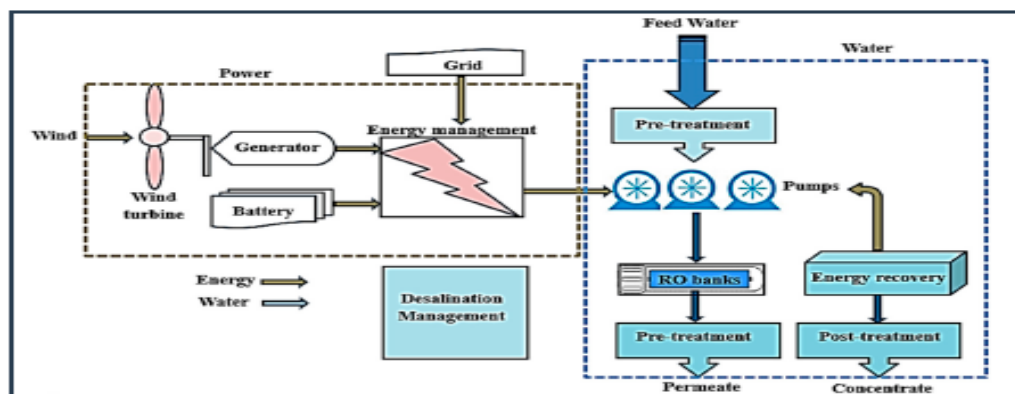 Feed Water
Water
Grid
Power
Energy management
Wind
Generator
Pre-treatment
Wind
turbine
Battery
Pumps
Energy
Water
Desalination
Management
RO banks
Energy recovery
Pre-treatment
Post-treatment
Permeate
Concentrate